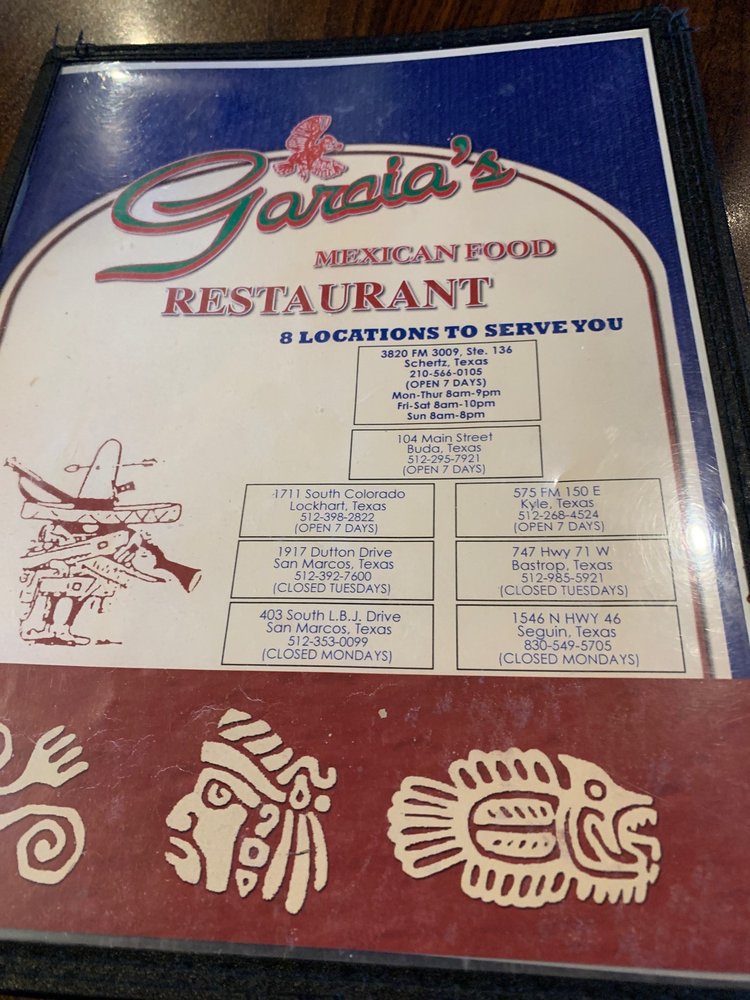 Garcia's
MEXICAN FOOD
RESTAURANT
8 LOCATIONS TO SERVE YOU
3820 FM 3009, Ste. 136
Schertz, Texas
210-566-0105
(OPEN 7 DAYS)
Mon-Thur 8am-9pm
Fri-Sat 8am-10pm
Sun 8am-8pm
104 Main Street
Buda, Texas
512-295-7921
(OPEN 7 DAYS)
1711 South Colorado
Lockhart, Texas
512-398-2822
(OPEN 7 DAYS)
575 FM 150 E
Kyle, Texas
512-268-4524
(OPEN 7 DAYS)
1917 Dutton Drive
San Marcos, Texas
512-392-7600
(CLOSED TUESDAYS)
747 Hwy 71 W
Bastrop, Texas
512-985-5921
(CLOSED TUESDAYS)
403 South L.B.J. Drive
San Marcos, Texas
512-353-0099
(CLOSED MONDAYS)
1546 N HWY 46
Seguin, Texas
830-549-5705
(CLOSED MONDAYS)